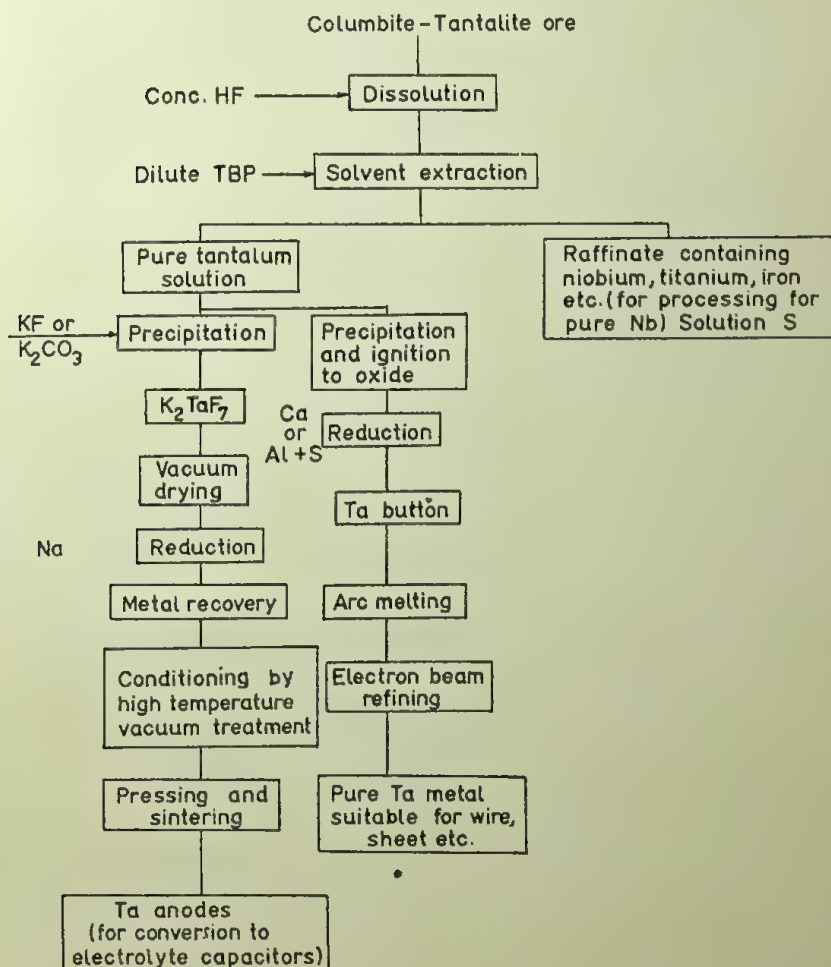 Columbite-Tantalite ore
Conc. HF
Dissolution
Dilute TBP
Solvent extraction
Pure tantalum
solution
Raffinate containing
niobium, titanium, iron
etc. (for processing for
pure Nb) Solution S
KF or
K₂CO₃
Precipitation
Precipitation
and ignition
to oxide
K₂TaF₇
Ca
or
Al+S
Reduction
Vacuum
drying
Ta button
Na
Reduction
Metal recovery
Arc melting
Conditioning by
high temperature
vacuum treatment
Electron beam
refining
Pressing and
sintering
Pure Ta metal
suitable for wire,
sheet etc.
Ta anodes
(for conversion to
electrolyte capacitors)